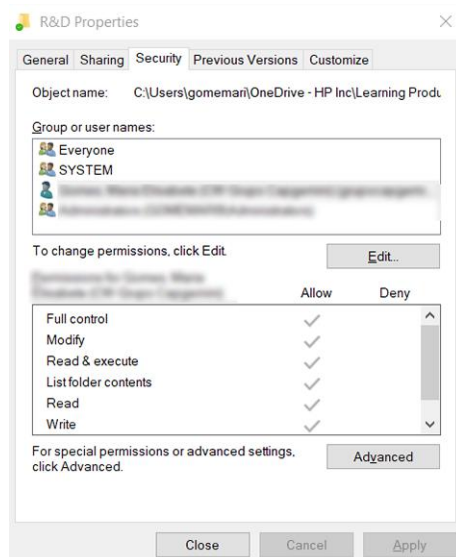 R&D Properties
General Sharing Security Previous Versions Customize
Object name: C:\Users\gomemari\OneDrive - HP Inc\Learning Produ
Group or user names:
Everyone
SYSTEM
To change permissions, click Edit.
Edit...
Allow Deny
Full control
Modify
Read & execute
List folder contents
Read
Write
For special permissions or advanced settings,
click Advanced.
Advanced
Close Cancel Apply